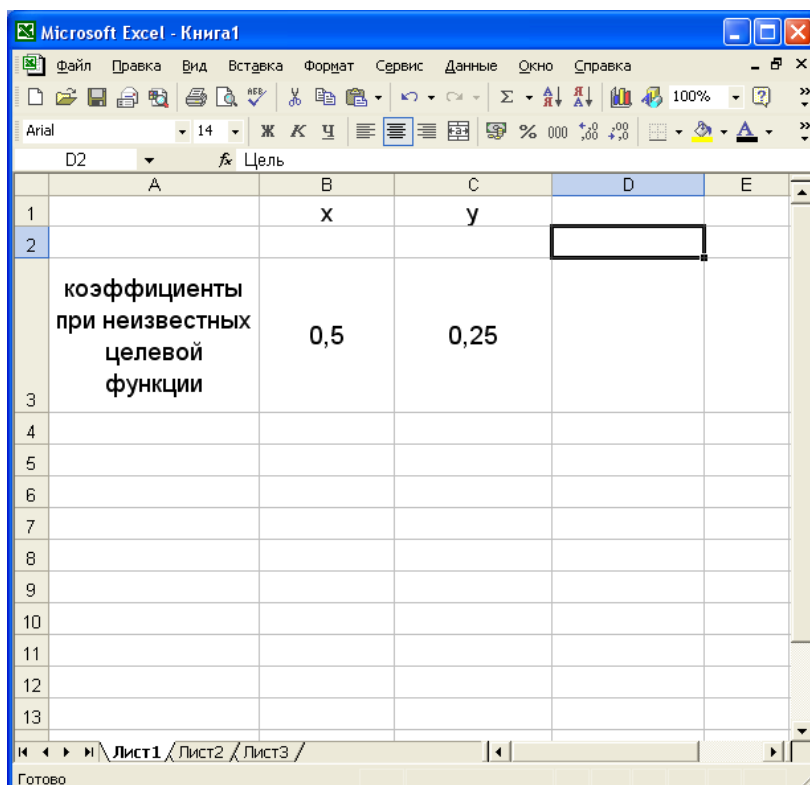 Microsoft Excel - Книга1
Файл Правка Вид Вставка Формат Сервис Данные Окно Справка
100%
Arial 14 Ж К Ч % 000
D2 fx Цель
A B C D E
1 x y
2
коэффициенты
при неизвестных
целевой
функции
0,5 0,25
3
4
5
6
7
8
9
10
11
12
13
Лист1 Лист2 Лист3
Готово